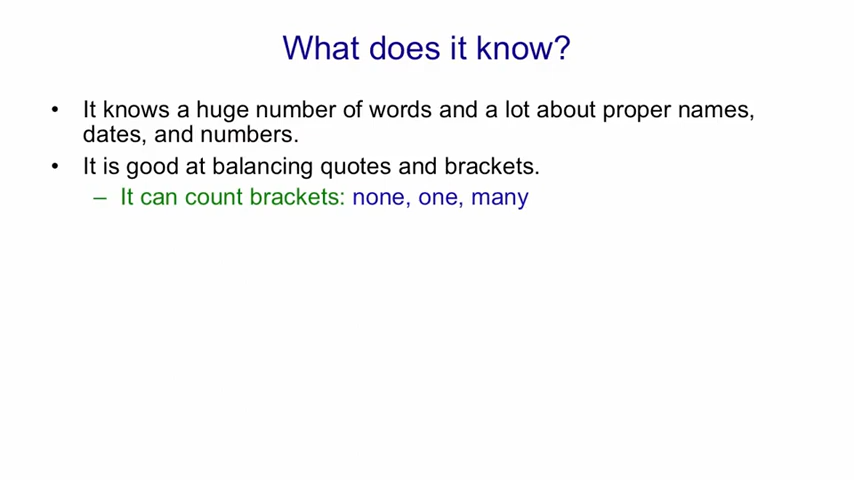 What does it know?
• It knows a huge number of words and a lot about proper names,
dates, and numbers.
• It is good at balancing quotes and brackets.
– It can count brackets: none, one, many